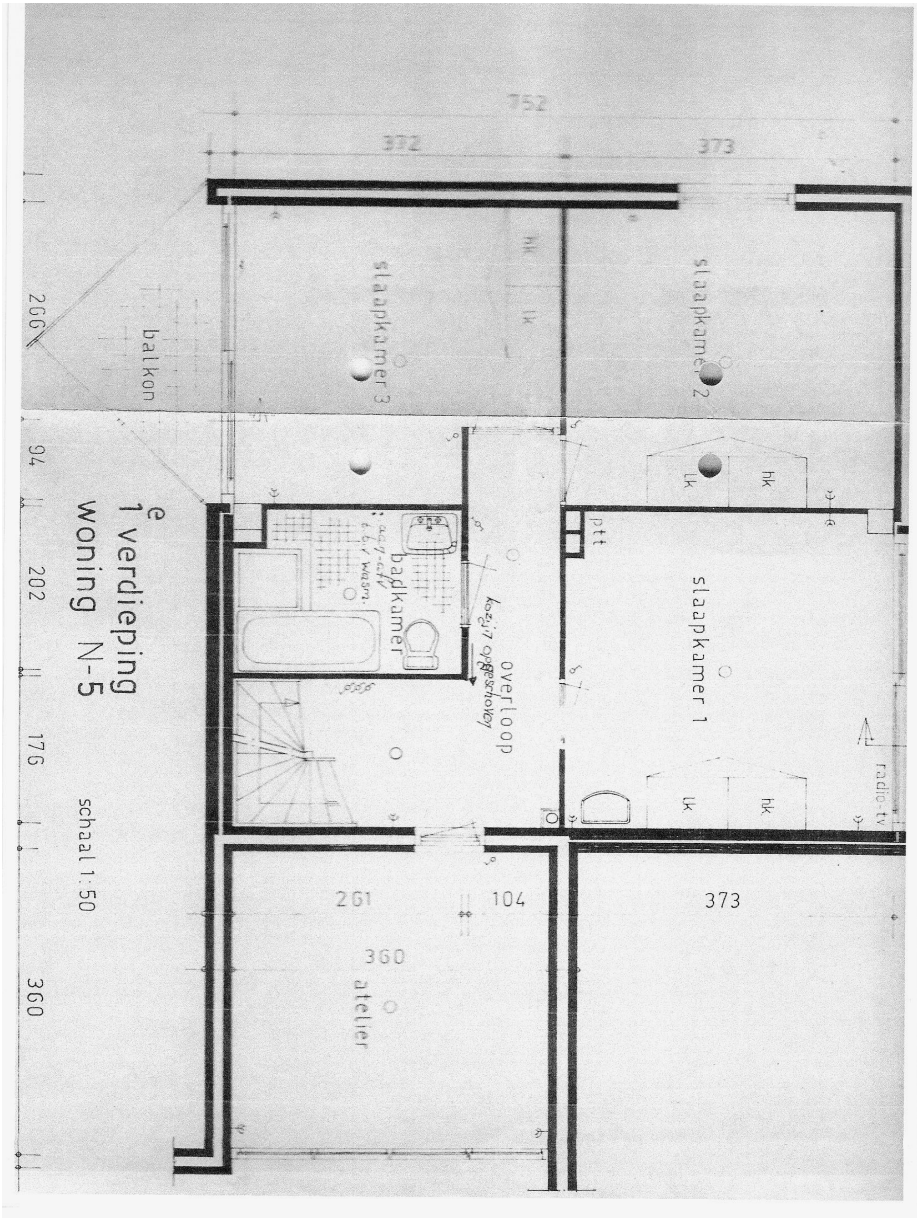 752
372
373
hk
lk
slaapkamer 3
slaapkamer 2
balkon
266
94
202
176
360
lk
hk
ptt
badkamer
kozijn opgeschoven
overloop
slaapkamer 1
radio-tv
lk
hk
1e verdieping
woning N-5
schaal 1:50
261
104
373
360
atelier